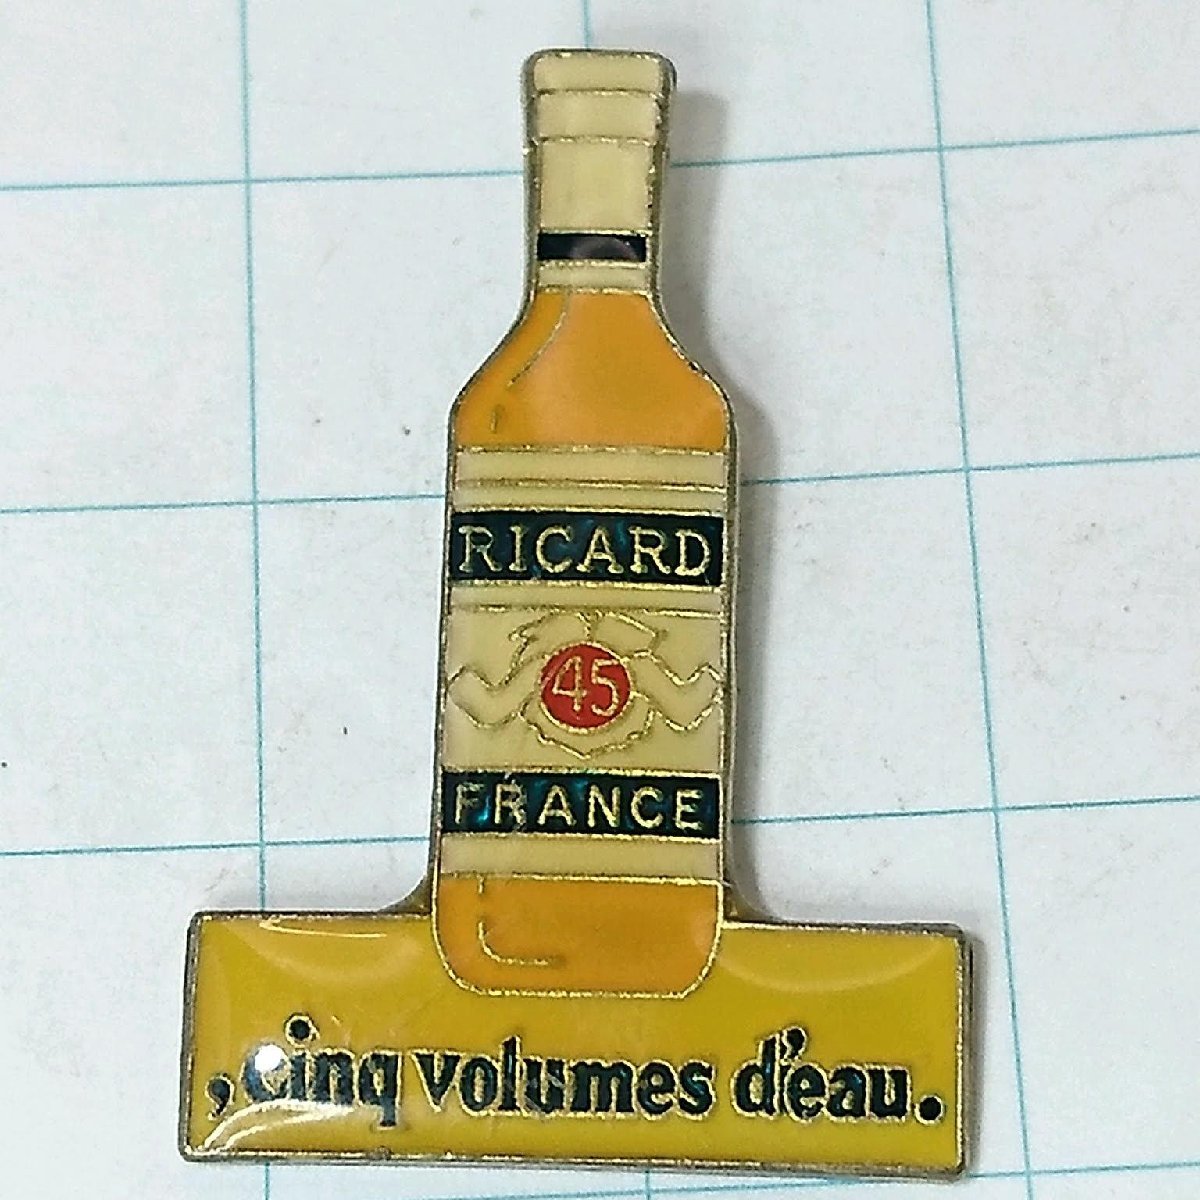 RICARD
45
FRANCE
, cinq volumes d'eau.